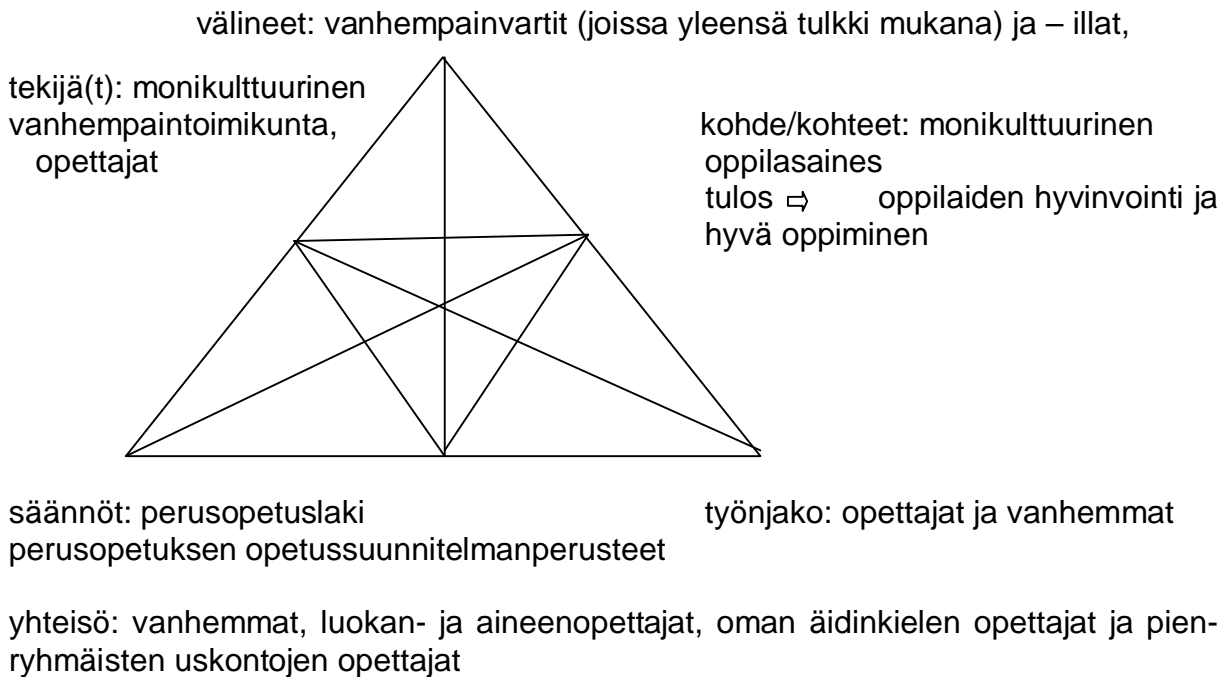 välineet: vanhempainvartit (joissa yleensä tulkki mukana) ja – illat,
tekijä(t): monikulttuurinen
vanhempaintoimikunta,
opettajat
kohde/kohteet: monikulttuurinen
oppilasaines
tulos ⇨ oppilaiden hyvinvointi ja
hyvä oppiminen
säännöt: perusopetuslaki
perusopetuksen opetussuunnitelmanperusteet
työnjako: opettajat ja vanhemmat
yhteisö: vanhemmat, luokan- ja aineenopettajat, oman äidinkielen opettajat ja pien-
ryhmäisten uskontojen opettajat